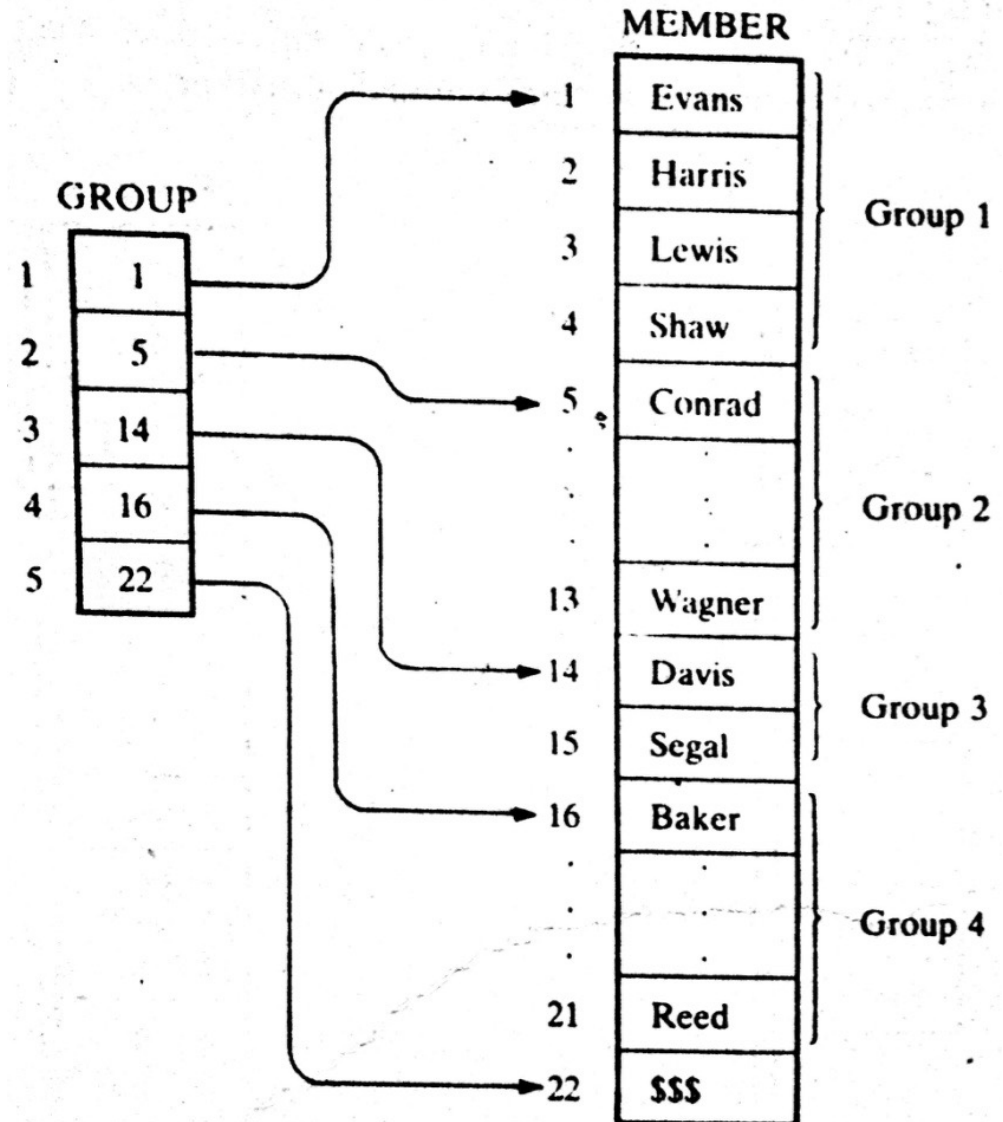 MEMBER
1 Evans
2 Harris
3 Lewis
4 Shaw
Group 1
GROUP
1 1
2 5
3 14
4 16
5 22
5 Conrad
. .
. .
. .
13 Wagner
Group 2
14 Davis
15 Segal
Group 3
16 Baker
. .
. .
. .
21 Reed
Group 4
22 $$$